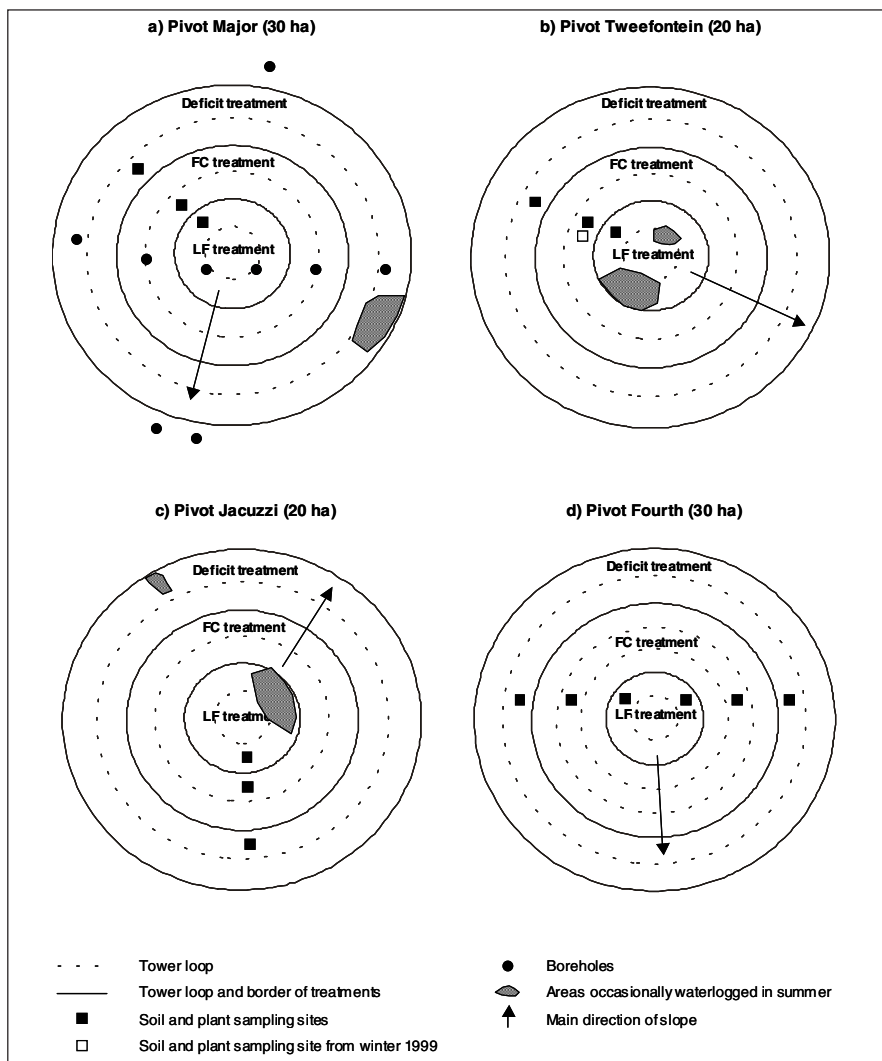 a) Pivot Major (30 ha)
Deficit treatment
FC treatment
LF treatment
b) Pivot Tweefontein (20 ha)
Deficit treatment
FC treatment
LF treatment
c) Pivot Jacuzzi (20 ha)
Deficit treatment
FC treatment
LF treatment
d) Pivot Fourth (30 ha)
Deficit treatment
FC treatment
LF treatment
Tower loop
Tower loop and border of treatments
Soil and plant sampling sites
Soil and plant sampling site from winter 1999
Boreholes
Areas occasionally waterlogged in summer
Main direction of slope